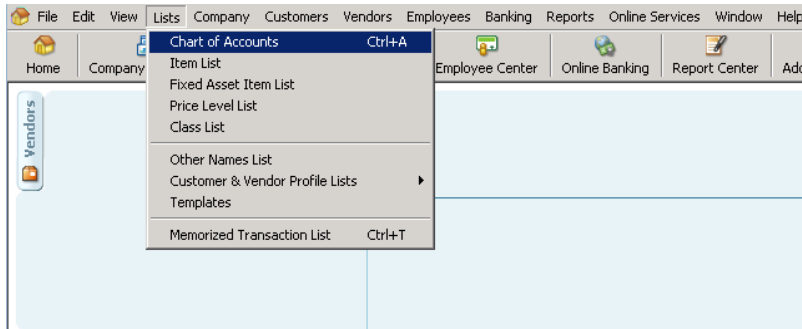 File Edit View Lists Company Customers Vendors Employees Banking Reports Online Services Window Help
Home Company Employee Center Online Banking Report Center
Chart of Accounts Ctrl+A
Item List
Fixed Asset Item List
Price Level List
Class List
Other Names List
Customer & Vendor Profile Lists
Templates
Memorized Transaction List Ctrl+T
Vendors